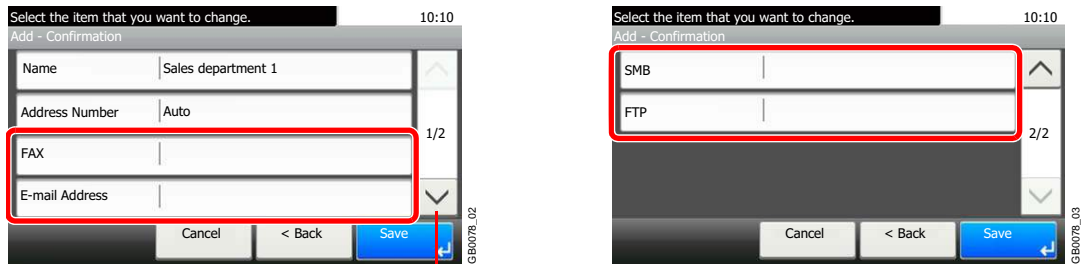 Select the item that you want to change. 10:10
Add - Confirmation
Name Sales department 1
Address Number Auto
1/2
FAX
E-mail Address
Cancel < Back Save
GB0078_02
Select the item that you want to change. 10:10
Add - Confirmation
SMB
FTP
2/2
Cancel < Back Save
GB0078_03